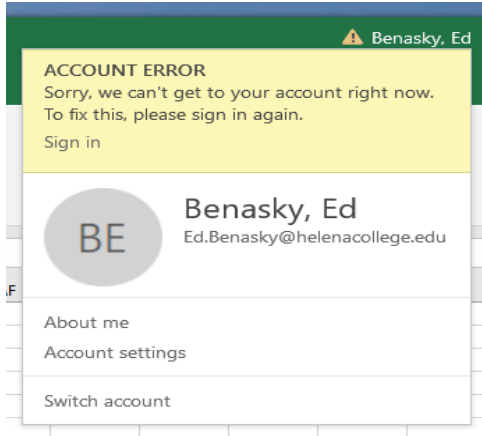 Benasky, Ed
ACCOUNT ERROR
Sorry, we can't get to your account right now.
To fix this, please sign in again.
Sign in
BE
Benasky, Ed
Ed.Benasky@helenacollege.edu
AF
About me
Account settings
Switch account